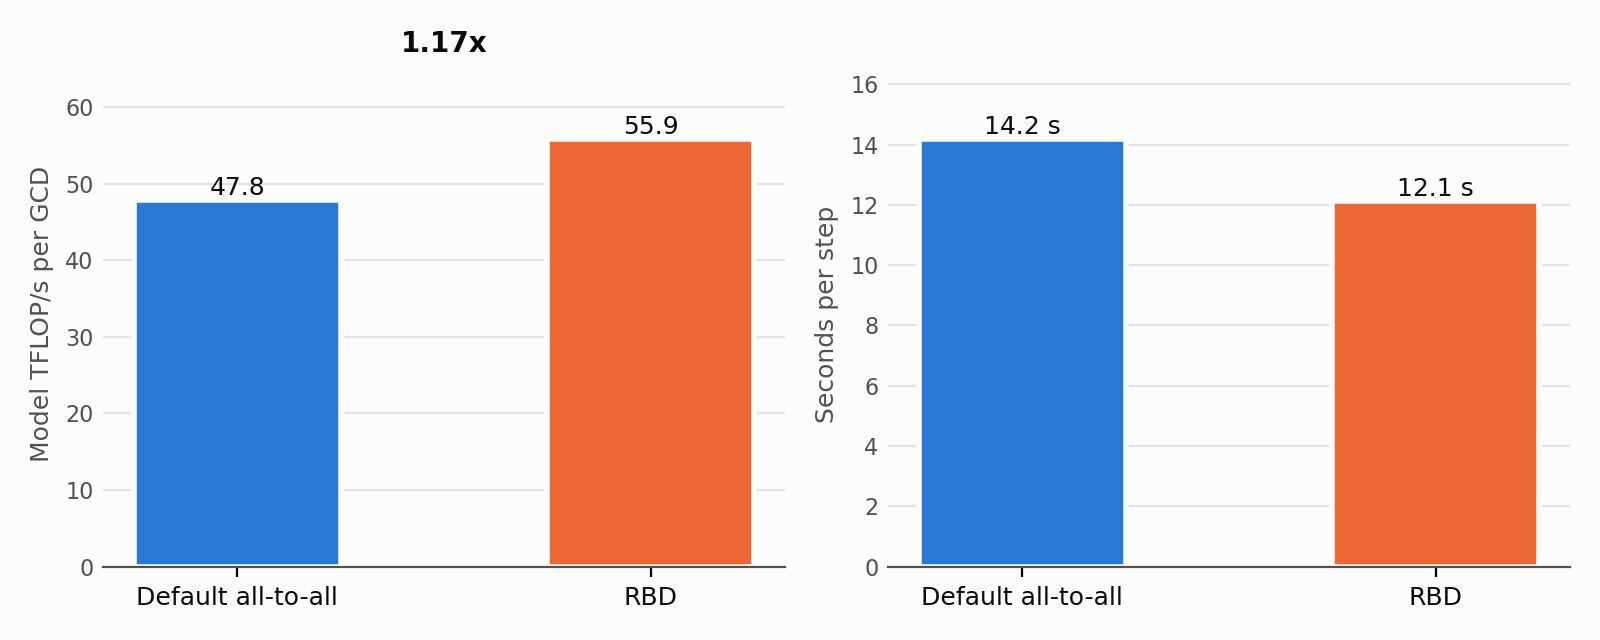 1.17x
Model TFLOP/s per GCD
60
50
40
30
20
10
0
47.8
55.9
Default all-to-all
RBD
Seconds per step
16
14
12
10
8
6
4
2
0
14.2 s
12.1 s
Default all-to-all
RBD